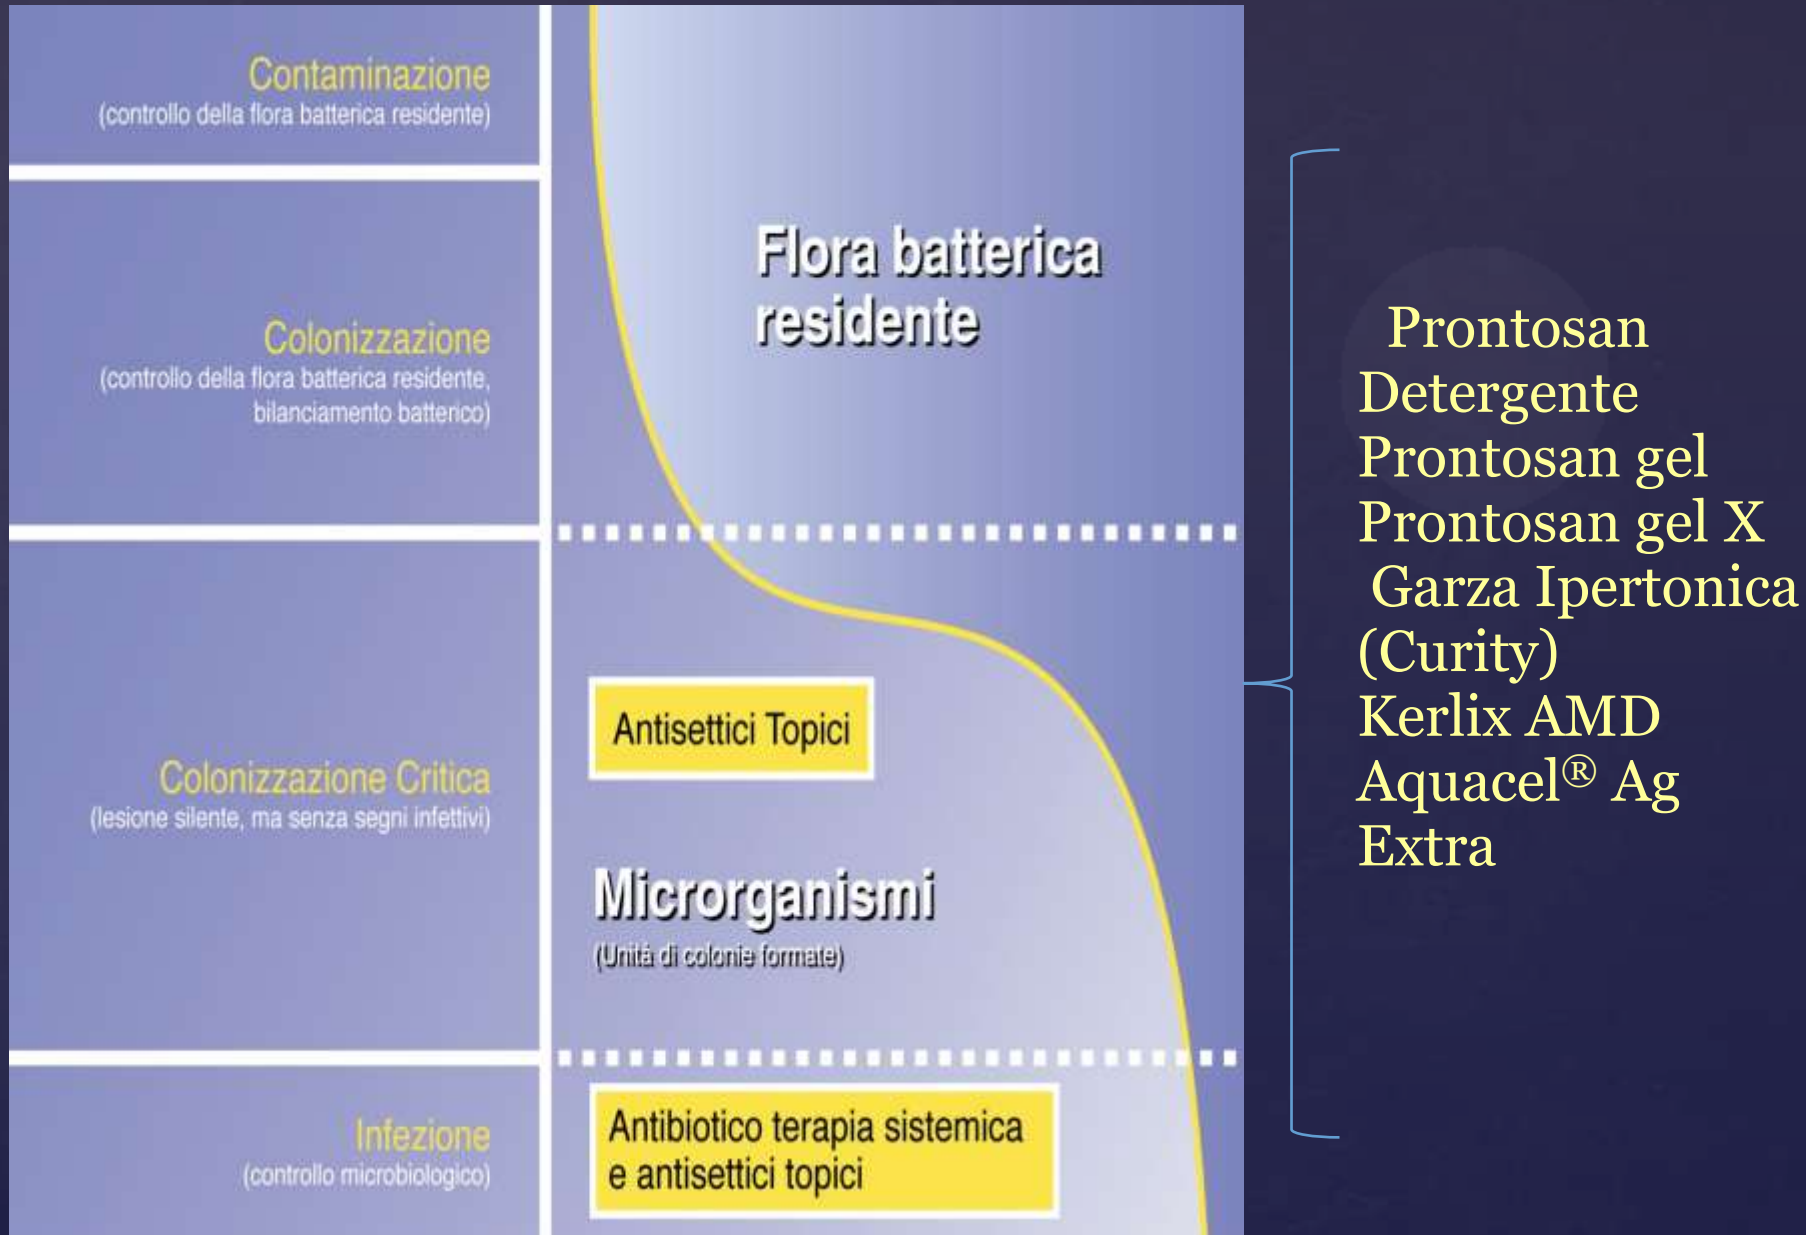 Contaminazione
(controllo della flora batterica residente)
Colonizzazione
(controllo della flora batterica residente,
bilanciamento batterico)
Colonizzazione Critica
(lesione silente, ma senza segni infettivi)
Infezione
(controllo microbiologico)
Flora batterica
residente
Antisettici Topici
Microrganismi
(Unità di colonie formate)
Antibiotico terapia sistemica
e antisettici topici
Prontosan
Detergente
Prontosan gel
Prontosan gel X
Garza Ipertonica
(Curity)
Kerlix AMD
Aquacel® Ag
Extra